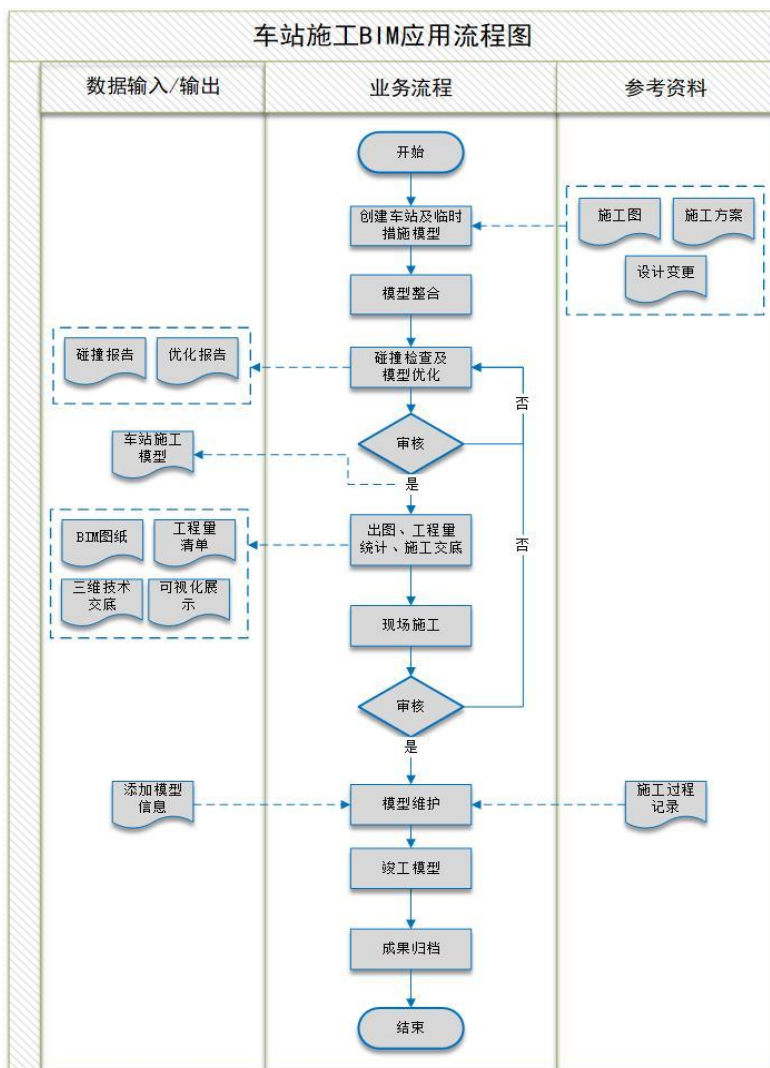 车站施工BIM应用流程图
数据输入/输出
业务流程
参考资料
开始
创建车站及临时
措施模型
施工图
施工方案
设计变更
模型整合
碰撞报告
优化报告
碰撞检查及
模型优化
否
审核
车站施工
模型
是
BIM图纸
工程量
清单
三维技术
交底
可视化展
示
出图、工程量
统计、施工交底
否
现场施工
审核
是
添加模型
信息
模型维护
施工过程
记录
竣工模型
成果归档
结束